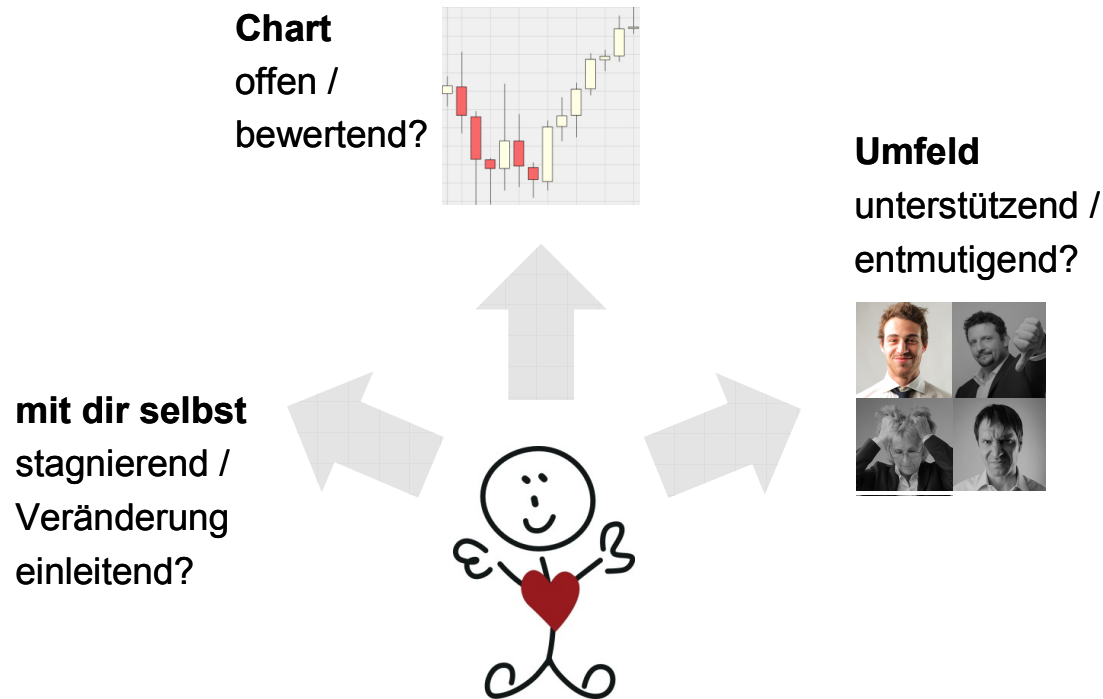 Chart
offen /
bewertend?
Umfeld
unterstützend /
entmutigend?
mit dir selbst
stagnierend /
Veränderung
einleitend?